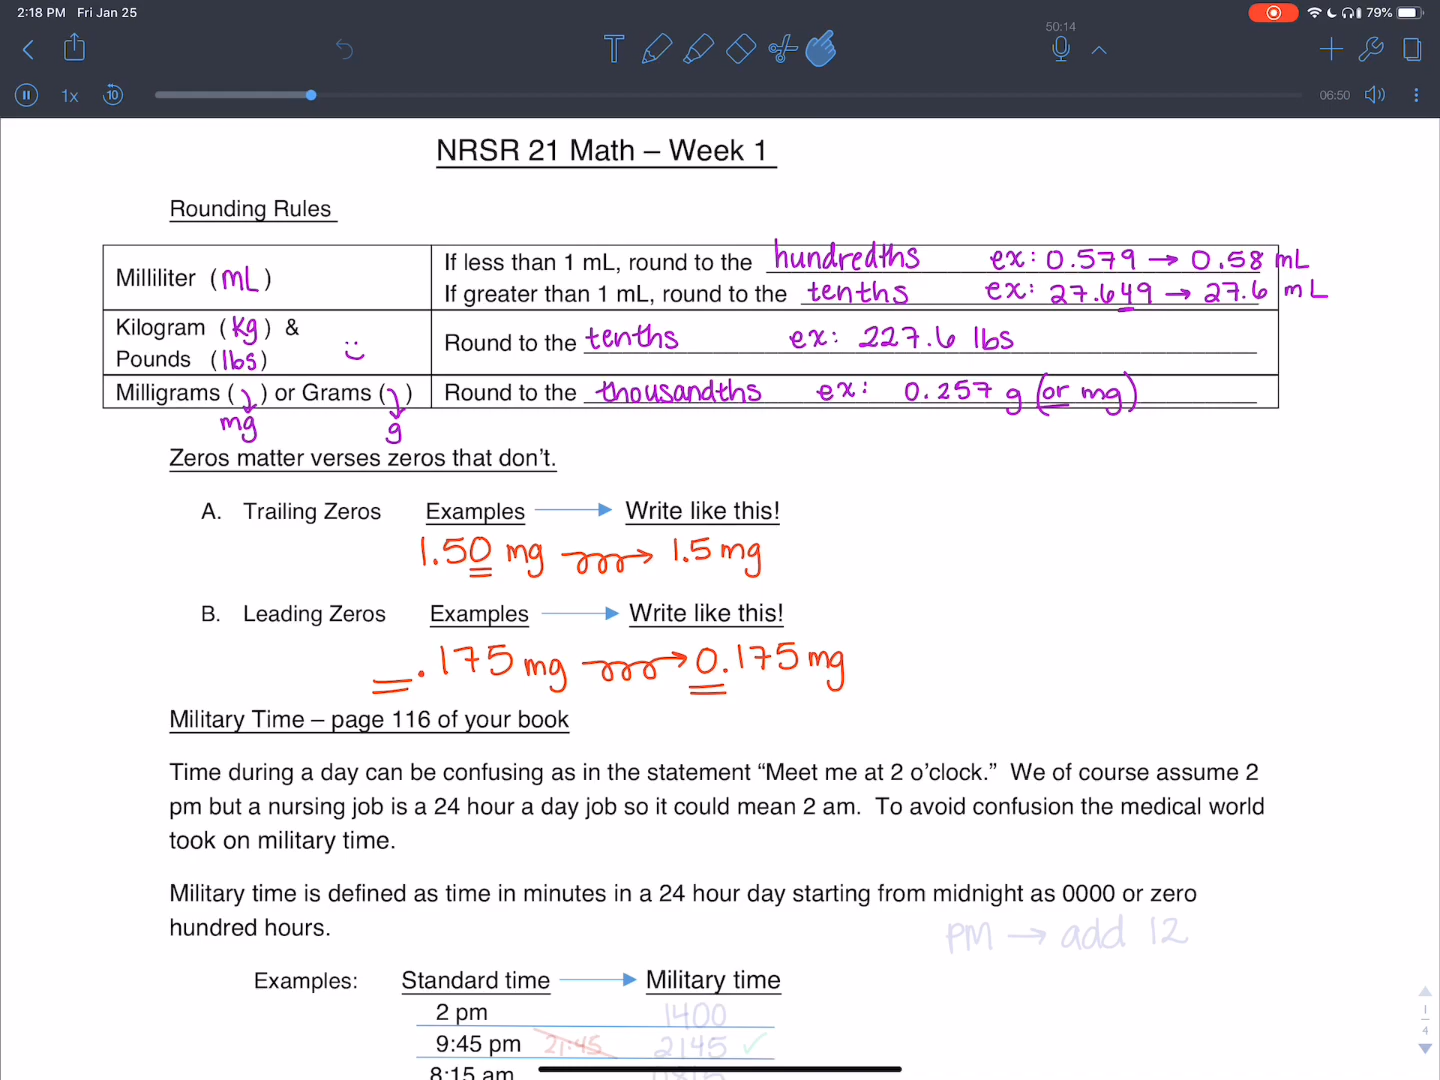 2:18 PM Fri Jan 25
79%
50:14
1x
10
06:50
NRSR 21 Math – Week 1
Rounding Rules
Milliliter (mL)
If less than 1 mL, round to the hundredths ex: 0.579 → 0.58 mL
If greater than 1 mL, round to the tenths ex: 27.649 → 27.6 mL
Kilogram (kg) &
Pounds (lbs)
Round to the tenths ex: 227.6 lbs
Milligrams ( ) or Grams ( )
Round to the thousandths ex: 0.257 g (or mg)
mg g
Zeros matter verses zeros that don't.
A. Trailing Zeros Examples Write like this!
1.50 mg → 1.5 mg
B. Leading Zeros Examples Write like this!
.175 mg → 0.175 mg
Military Time – page 116 of your book
Time during a day can be confusing as in the statement “Meet me at 2 o’clock.” We of course assume 2
pm but a nursing job is a 24 hour a day job so it could mean 2 am. To avoid confusion the medical world
took on military time.
Military time is defined as time in minutes in a 24 hour day starting from midnight as 0000 or zero
hundred hours.
pm → add 12
Examples: Standard time Military time
2 pm 1400
9:45 pm 21:45 2145 ✓
8:15 am 0815
1
4